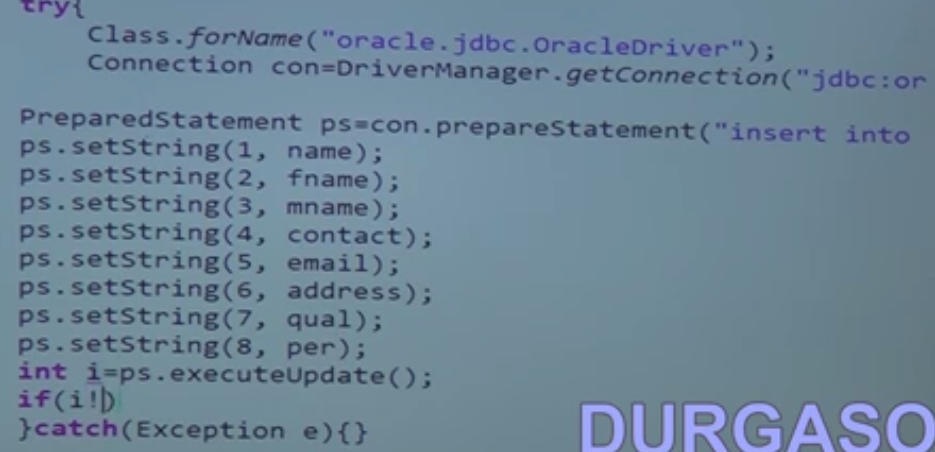 try{
Class.forName("oracle.jdbc.OracleDriver");
Connection con=DriverManager.getConnection("jdbc:or
PreparedStatement ps=con.prepareStatement("insert into
ps.setString(1, name);
ps.setString(2, fname);
ps.setString(3, mname);
ps.setString(4, contact);
ps.setString(5, email);
ps.setString(6, address);
ps.setString(7, qual);
ps.setString(8, per);
int i=ps.executeUpdate();
if(i!)
}catch(Exception e){}
DURGASO